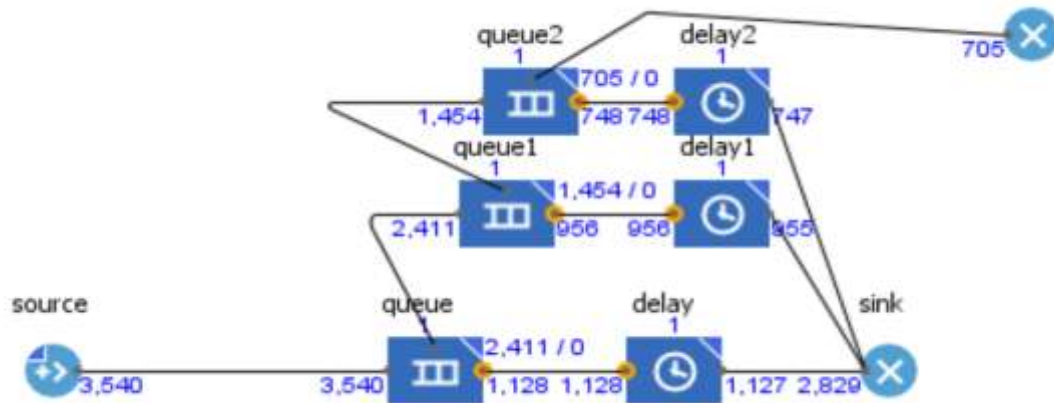 queue2 delay2
1 1
705
705 / 0
1,454 748 748 747
queue1 delay1
1 1
1,454 / 0
2,411 956 956 955
source queue delay sink
1 1
2,411 / 0
3,540 3,540 1,128 1,128 1,127 2,829